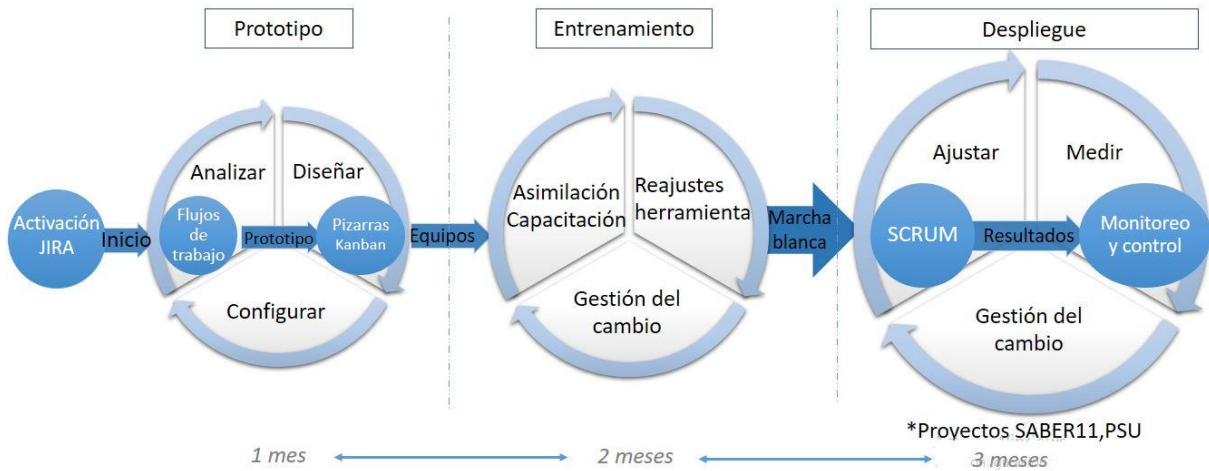 Prototipo
Entrenamiento
Despliegue
Activación
JIRA
Inicio
Analizar
Diseñar
Flujos
de
trabajo
Prototipo
Pizarras
Kanban
Configurar
Equipos
Asimilación
Capacitación
Reajustes
herramienta
Gestión del
cambio
Marcha
blanca
Ajustar
Medir
SCRUM
Resultados
Monitoreo
y control
Gestión del
cambio
*Proyectos SABER11,PSU
1 mes
2 meses
3 meses